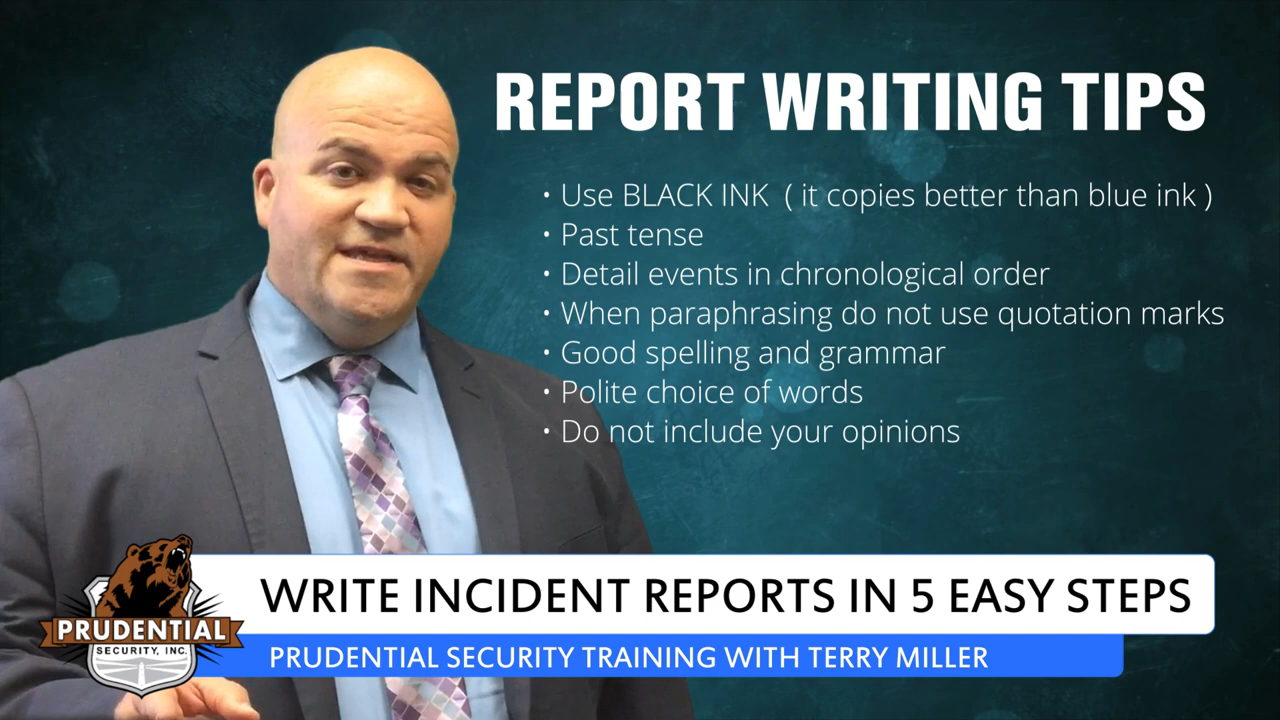 REPORT WRITING TIPS
• Use BLACK INK ( it copies better than blue ink )
• Past tense
• Detail events in chronological order
• When paraphrasing do not use quotation marks
• Good spelling and grammar
• Polite choice of words
• Do not include your opinions
WRITE INCIDENT REPORTS IN 5 EASY STEPS
PRUDENTIAL SECURITY TRAINING WITH TERRY MILLER
PRUDENTIAL
SECURITY, INC.